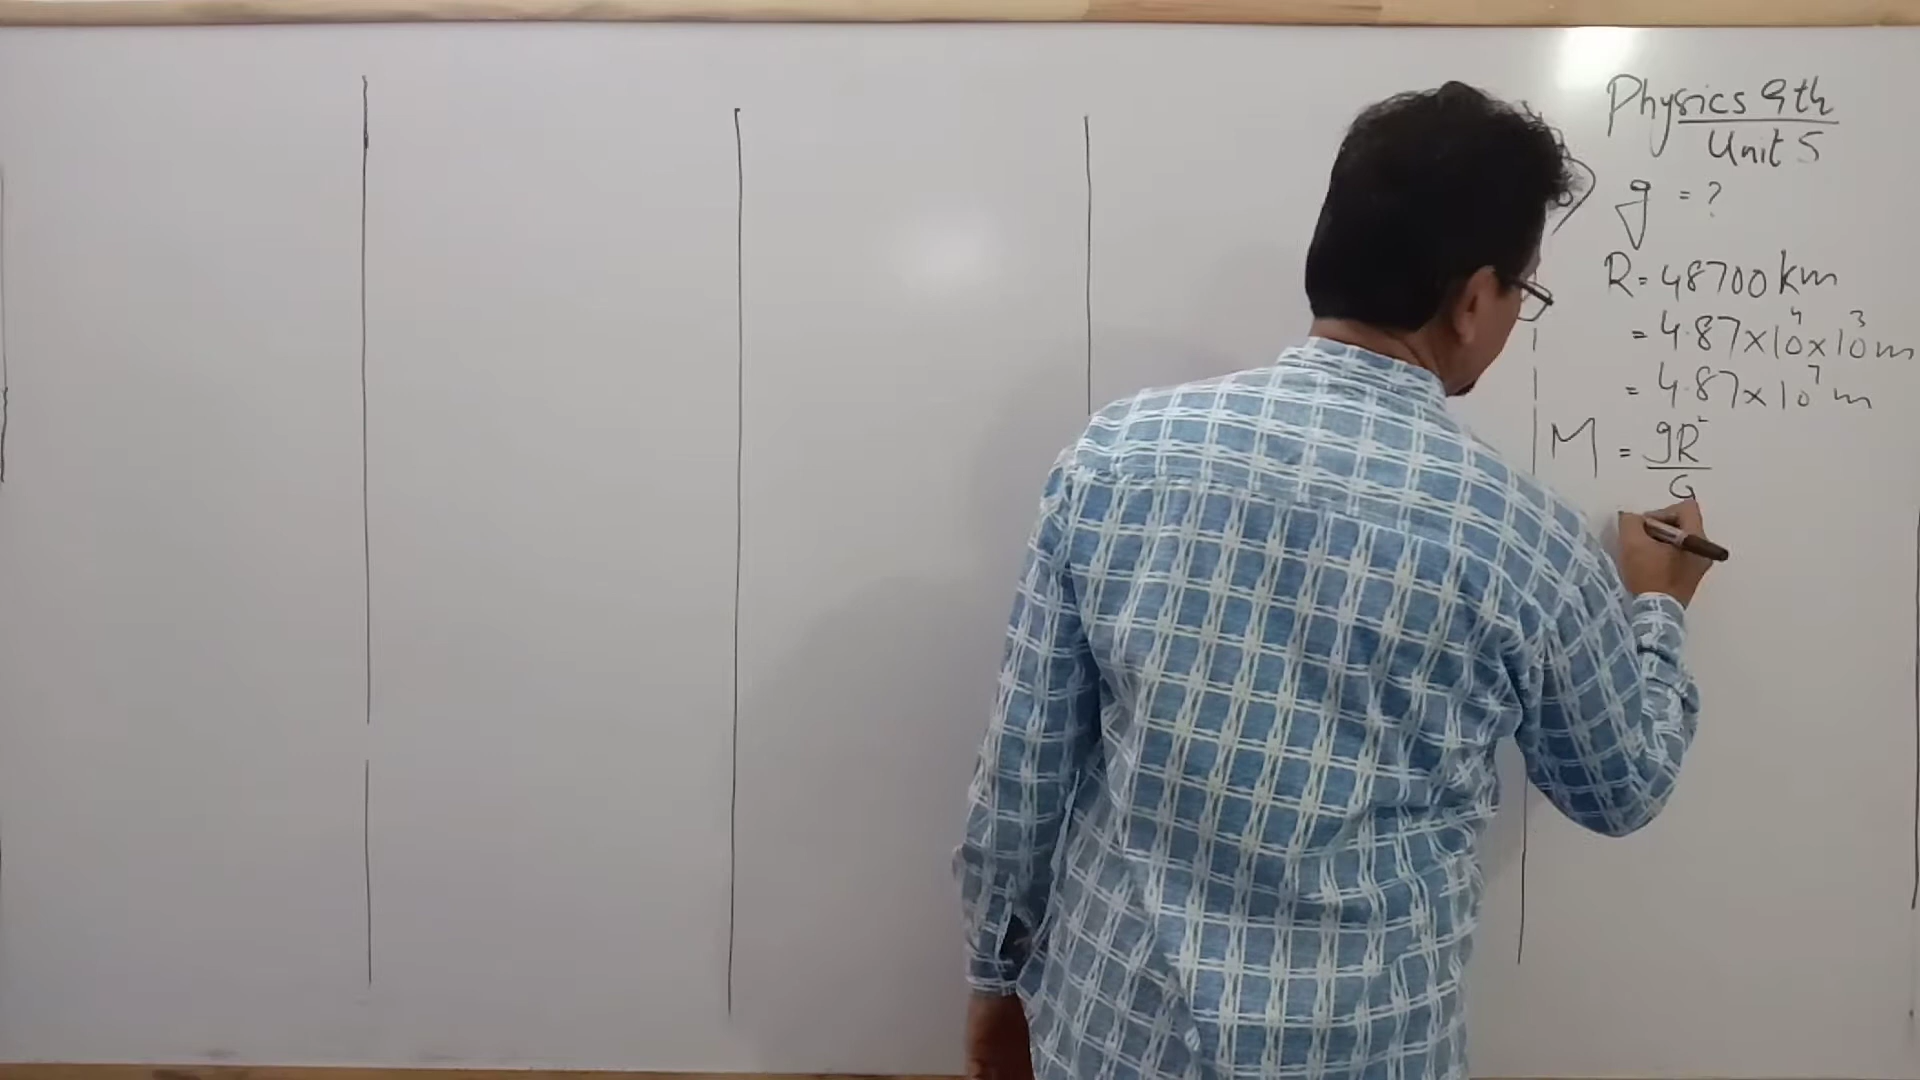 Physics 9th
Unit 5
g = ?
R = 48700 km
= 4.87 x 10⁴ x 10³ m
= 4.87 x 10⁷ m
M = gR²
G